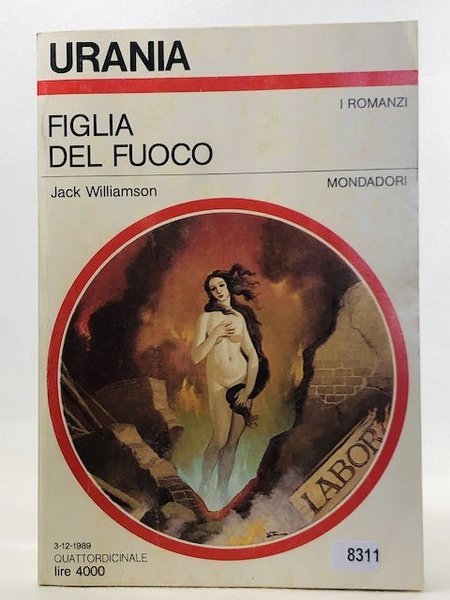 URANIA
I ROMANZI
FIGLIA
DEL FUOCO
MONDADORI
Jack Williamson
LABOR
3-12-1989
QUATTORDICINALE
lire 4000
8311